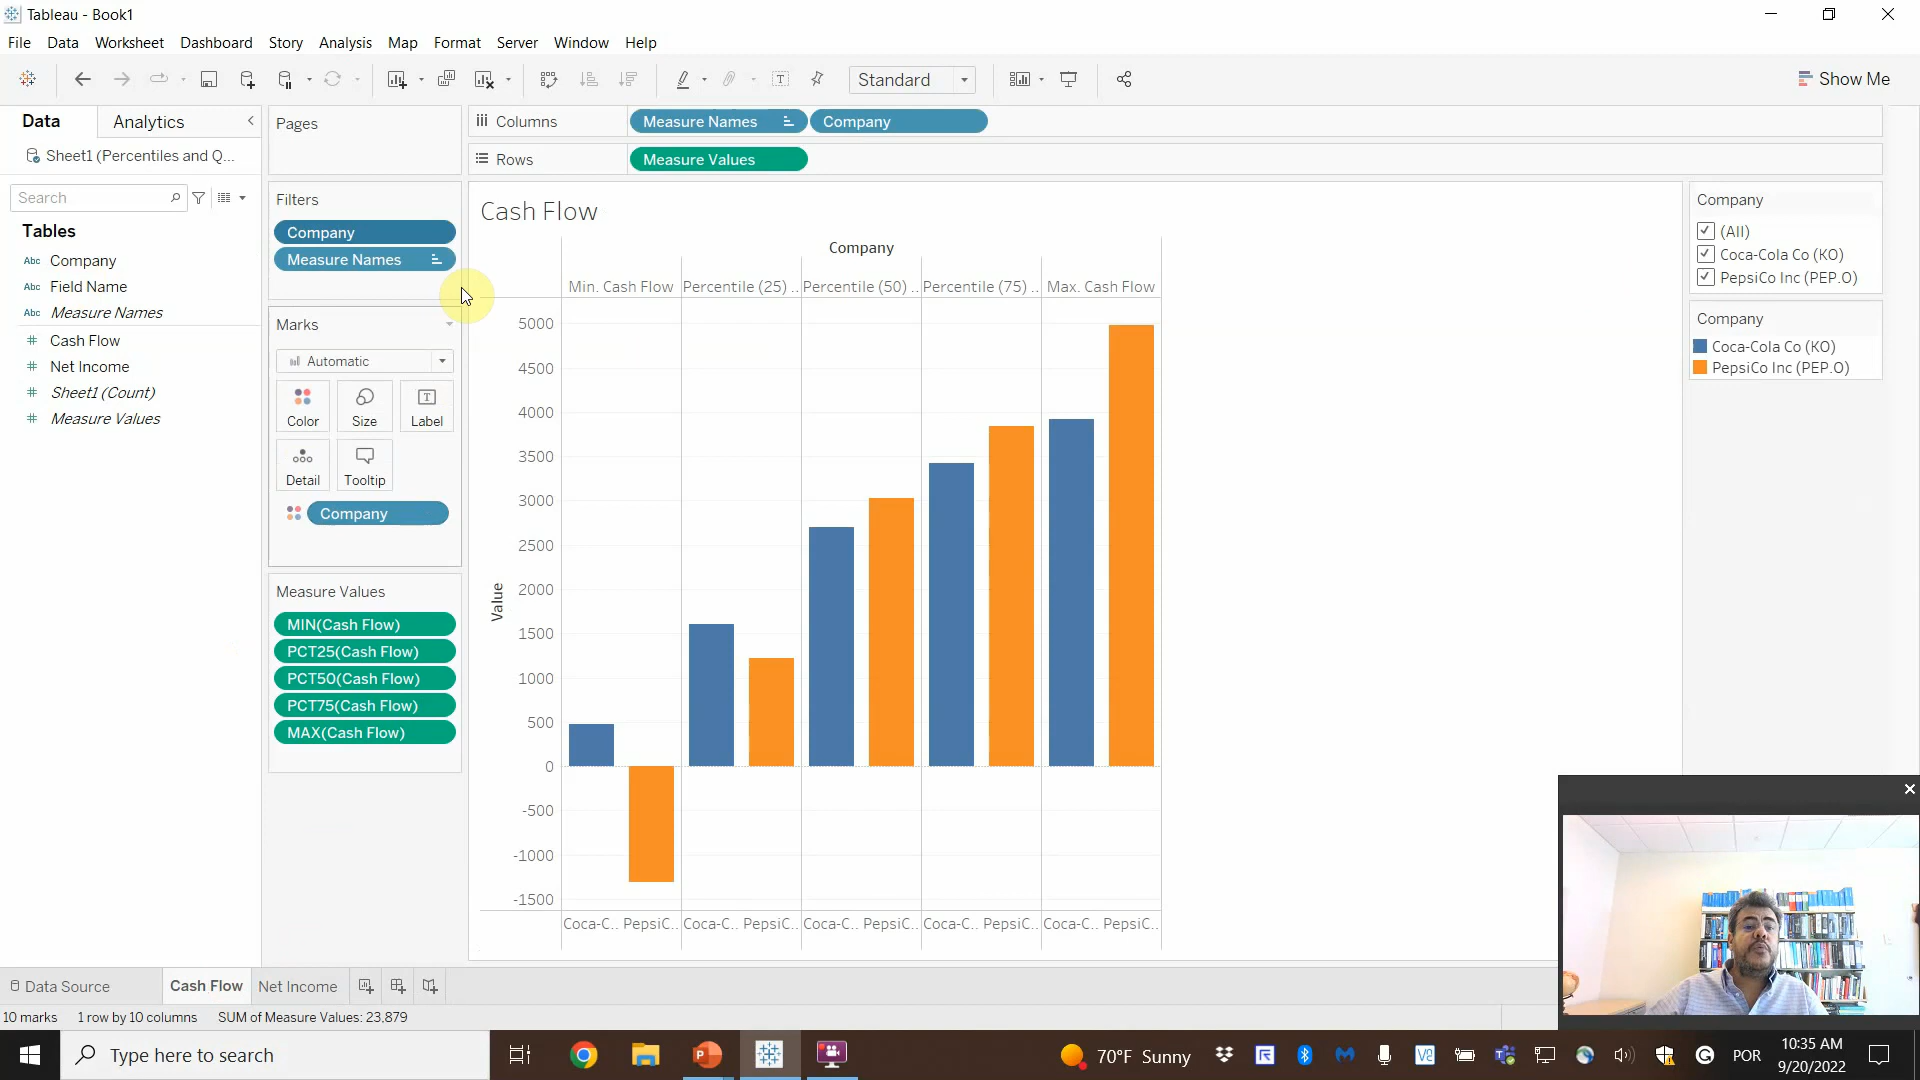 Tableau - Book1
File Data Worksheet Dashboard Story Analysis Map Format Server Window Help
Standard
Show Me
Data Analytics
Sheet1 (Percentiles and Q...
Search
Tables
Abc Company
Abc Field Name
Abc Measure Names
# Cash Flow
# Net Income
# Sheet1 (Count)
# Measure Values
Pages
Filters
Company
Measure Names
Marks
Automatic
Color Size Label
Detail Tooltip
Company
Measure Values
MIN(Cash Flow)
PCT25(Cash Flow)
PCT50(Cash Flow)
PCT75(Cash Flow)
MAX(Cash Flow)
Columns Measure Names Company
Rows Measure Values
Cash Flow
Company
Min. Cash Flow Percentile (25) .. Percentile (50) .. Percentile (75) .. Max. Cash Flow
5000
4500
4000
3500
3000
2500
2000
1500
1000
500
0
-500
-1000
-1500
Value
Coca-C.. PepsiC.. Coca-C.. PepsiC.. Coca-C.. PepsiC.. Coca-C.. PepsiC.. Coca-C.. PepsiC..
Company
(All)
Coca-Cola Co (KO)
PepsiCo Inc (PEP.O)
Company
Coca-Cola Co (KO)
PepsiCo Inc (PEP.O)
Data Source Cash Flow Net Income
10 marks 1 row by 10 columns SUM of Measure Values: 23,879
Type here to search
70°F Sunny
POR
10:35 AM
9/20/2022